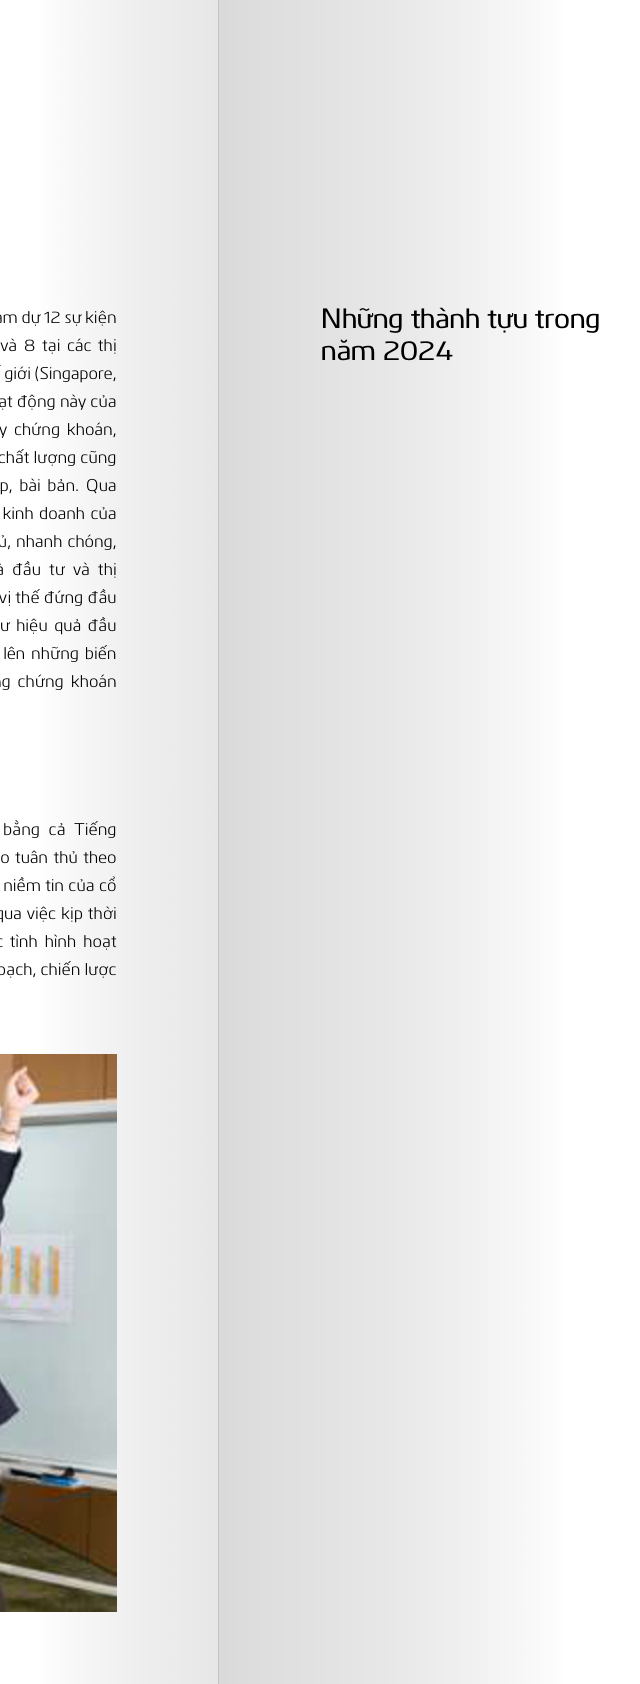 dự 12 sự kiện
và 8 tại các thị
giới (Singapore,
động này của
chứng khoán,
chất lượng cũng
bài bản. Qua
kinh doanh của
nhanh chóng,
đầu tư và thị
vị thế đứng đầu
hiệu quả đầu
lên những biến
chứng khoán
bằng cả Tiếng
tuân thủ theo
niềm tin của cổ
qua việc kịp thời
tình hình hoạt
chiến lược
Những thành tựu trong
năm 2024